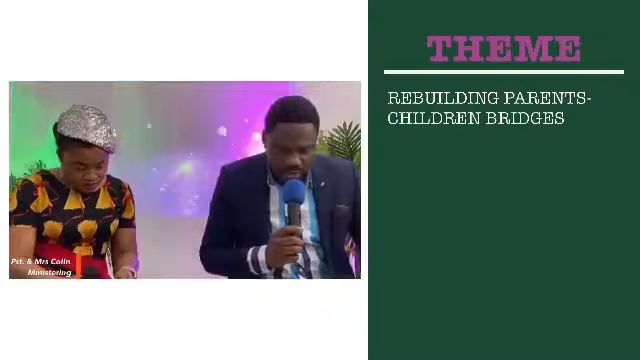 THEME
REBUILDING PARENTS-
CHILDREN BRIDGES
Pst. & Mrs Colin
Ministering